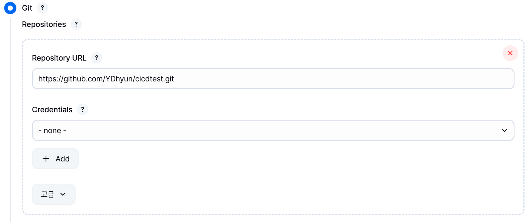 Git ?
Repositories ?
Repository URL ?
https://github.com/YDhyun/cicdtest.git
Credentials ?
- none -
+ Add
고급